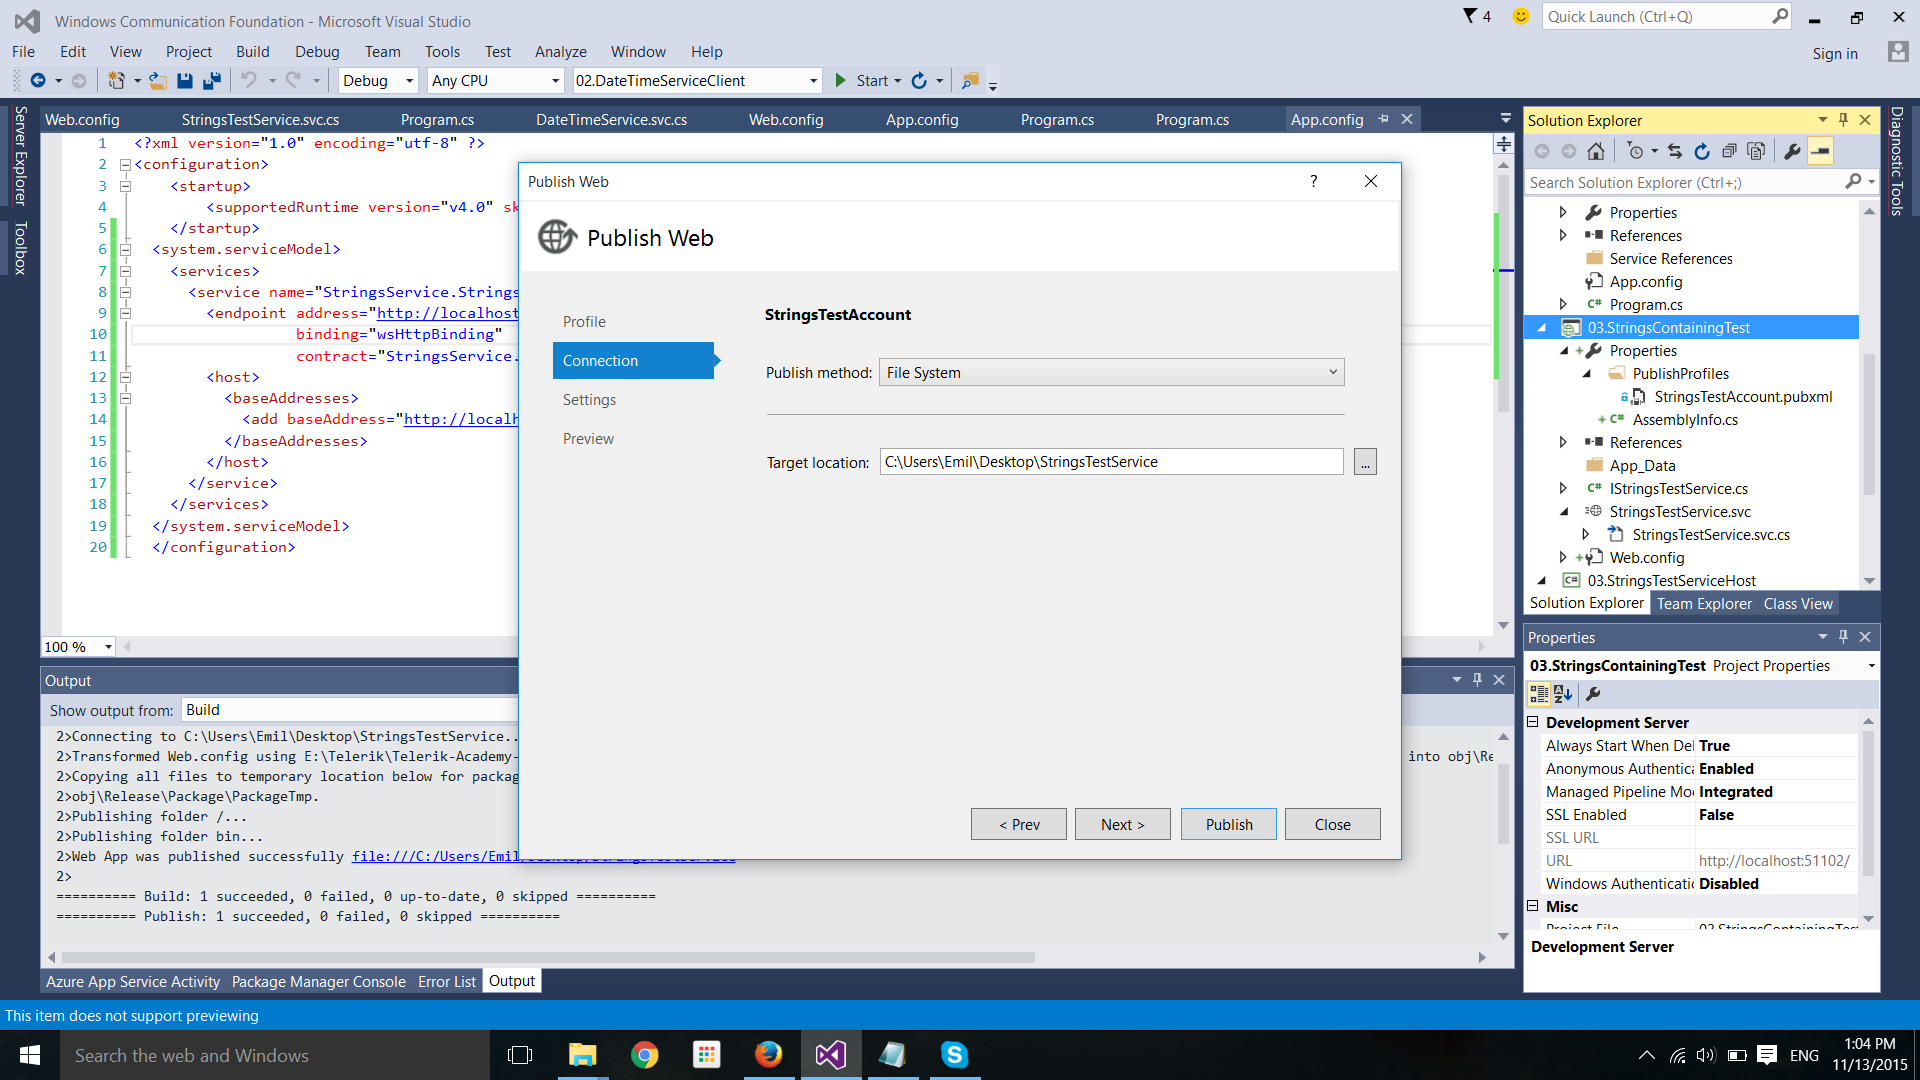 Windows Communication Foundation - Microsoft Visual Studio
4
Quick Launch (Ctrl+Q)
File Edit View Project Build Debug Team Tools Test Analyze Window Help
Sign in
Debug Any CPU 02.DateTimeServiceClient Start
Server Explorer
Toolbox
Web.config StringsTestService.svc.cs Program.cs DateTimeService.svc.cs Web.config App.config Program.cs Program.cs App.config
1 <?xml version="1.0" encoding="utf-8" ?>
2 <configuration>
3 <startup>
4 <supportedRuntime version="v4.0" sk
5 </startup>
6 <system.serviceModel>
7 <services>
8 <service name="StringsService.Strings
9 <endpoint address="http://localhost
10 binding="wsHttpBinding"
11 contract="StringsService.
12 <host>
13 <baseAddresses>
14 <add baseAddress="http://localh
15 </baseAddresses>
16 </host>
17 </service>
18 </services>
19 </system.serviceModel>
20 </configuration>
100 %
Publish Web
?
Publish Web
Profile
Connection
Settings
Preview
StringsTestAccount
Publish method: File System
Target location: C:\Users\Emil\Desktop\StringsTestService ...
< Prev Next > Publish Close
Output
Show output from: Build
2>Connecting to C:\Users\Emil\Desktop\StringsTestService..
2>Transformed Web.config using E:\Telerik\Telerik-Academy- into obj\Re
2>Copying all files to temporary location below for packag
2>obj\Release\Package\PackageTmp.
2>Publishing folder /...
2>Publishing folder bin...
2>Web App was published successfully file:///C:/Users/Emil/Desktop/StringsTestService
2>
========== Build: 1 succeeded, 0 failed, 0 up-to-date, 0 skipped ==========
========== Publish: 1 succeeded, 0 failed, 0 skipped ==========
Azure App Service Activity Package Manager Console Error List Output
Solution Explorer
Search Solution Explorer (Ctrl+;)
Properties
References
Service References
App.config
C# Program.cs
03.StringsContainingTest
Properties
PublishProfiles
StringsTestAccount.pubxml
C# AssemblyInfo.cs
References
App_Data
C# IStringsTestService.cs
StringsTestService.svc
StringsTestService.svc.cs
Web.config
C# 03.StringsTestServiceHost
Solution Explorer Team Explorer Class View
Diagnostic Tools
Properties
03.StringsContainingTest Project Properties
Development Server
Always Start When Del True
Anonymous Authentica Enabled
Managed Pipeline Mod Integrated
SSL Enabled False
SSL URL
URL http://localhost:51102/
Windows Authenticatic Disabled
Misc
Project File 03.StringsContainingTest
Development Server
This item does not support previewing
Search the web and Windows
ENG
1:04 PM
11/13/2015